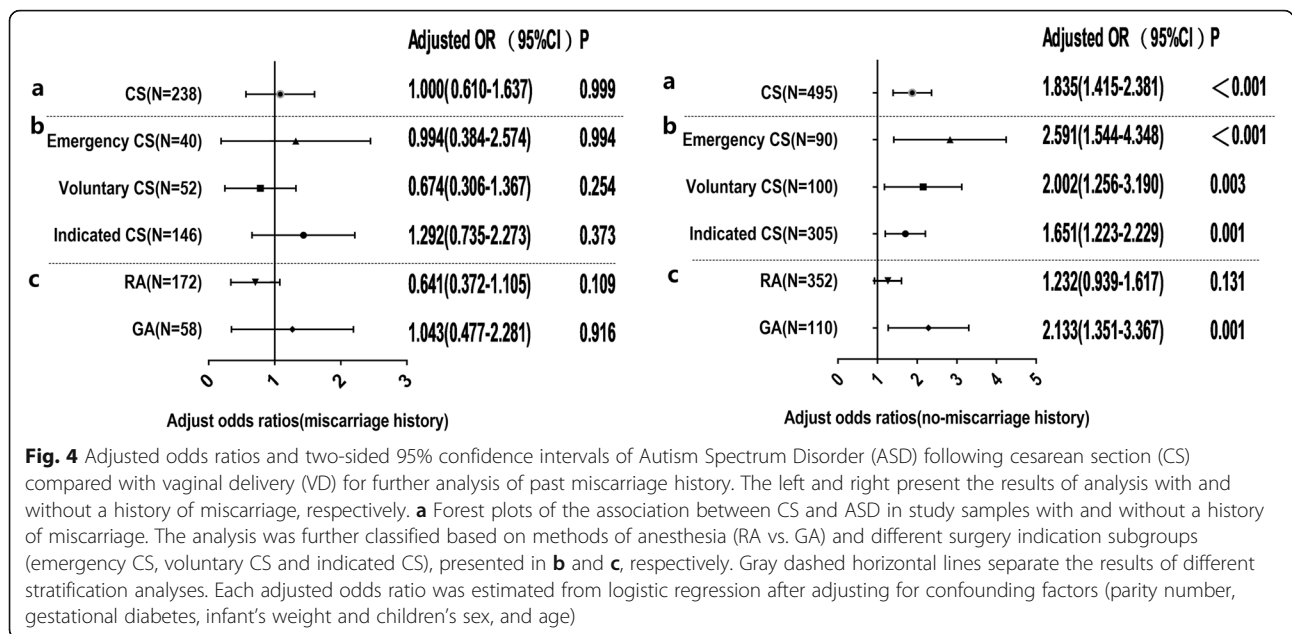 Adjusted OR （95%CI）P
a CS(N=238) 1.000(0.610-1.637) 0.999
b Emergency CS(N=40) 0.994(0.384-2.574) 0.994
Voluntary CS(N=52) 0.674(0.306-1.367) 0.254
Indicated CS(N=146) 1.292(0.735-2.273) 0.373
c RA(N=172) 0.641(0.372-1.105) 0.109
GA(N=58) 1.043(0.477-2.281) 0.916
0 1 2 3
Adjust odds ratios(miscarriage history)
Adjusted OR （95%CI）P
a CS(N=495) 1.835(1.415-2.381) ＜0.001
b Emergency CS(N=90) 2.591(1.544-4.348) ＜0.001
Voluntary CS(N=100) 2.002(1.256-3.190) 0.003
Indicated CS(N=305) 1.651(1.223-2.229) 0.001
c RA(N=352) 1.232(0.939-1.617) 0.131
GA(N=110) 2.133(1.351-3.367) 0.001
0 1 2 3 4 5
Adjust odds ratios(no-miscarriage history)
Fig. 4 Adjusted odds ratios and two-sided 95% confidence intervals of Autism Spectrum Disorder (ASD) following cesarean section (CS)
compared with vaginal delivery (VD) for further analysis of past miscarriage history. The left and right present the results of analysis with and
without a history of miscarriage, respectively. a Forest plots of the association between CS and ASD in study samples with and without a history
of miscarriage. The analysis was further classified based on methods of anesthesia (RA vs. GA) and different surgery indication subgroups
(emergency CS, voluntary CS and indicated CS), presented in b and c, respectively. Gray dashed horizontal lines separate the results of different
stratification analyses. Each adjusted odds ratio was estimated from logistic regression after adjusting for confounding factors (parity number,
gestational diabetes, infant's weight and children's sex, and age)